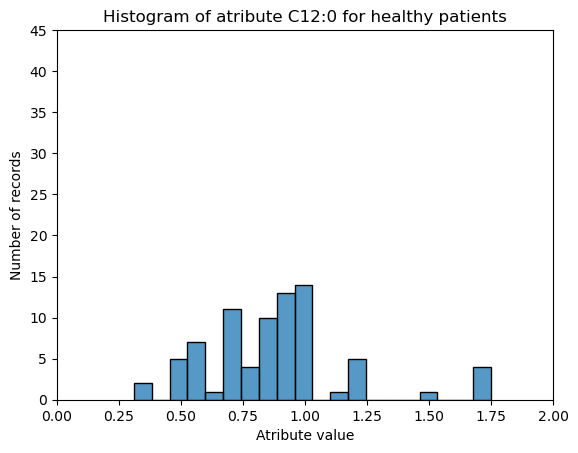 Histogram of atribute C12:0 for healthy patients
45
40
35
30
25
20
15
10
5
0
Number of records
0.00 0.25 0.50 0.75 1.00 1.25 1.50 1.75 2.00
Atribute value